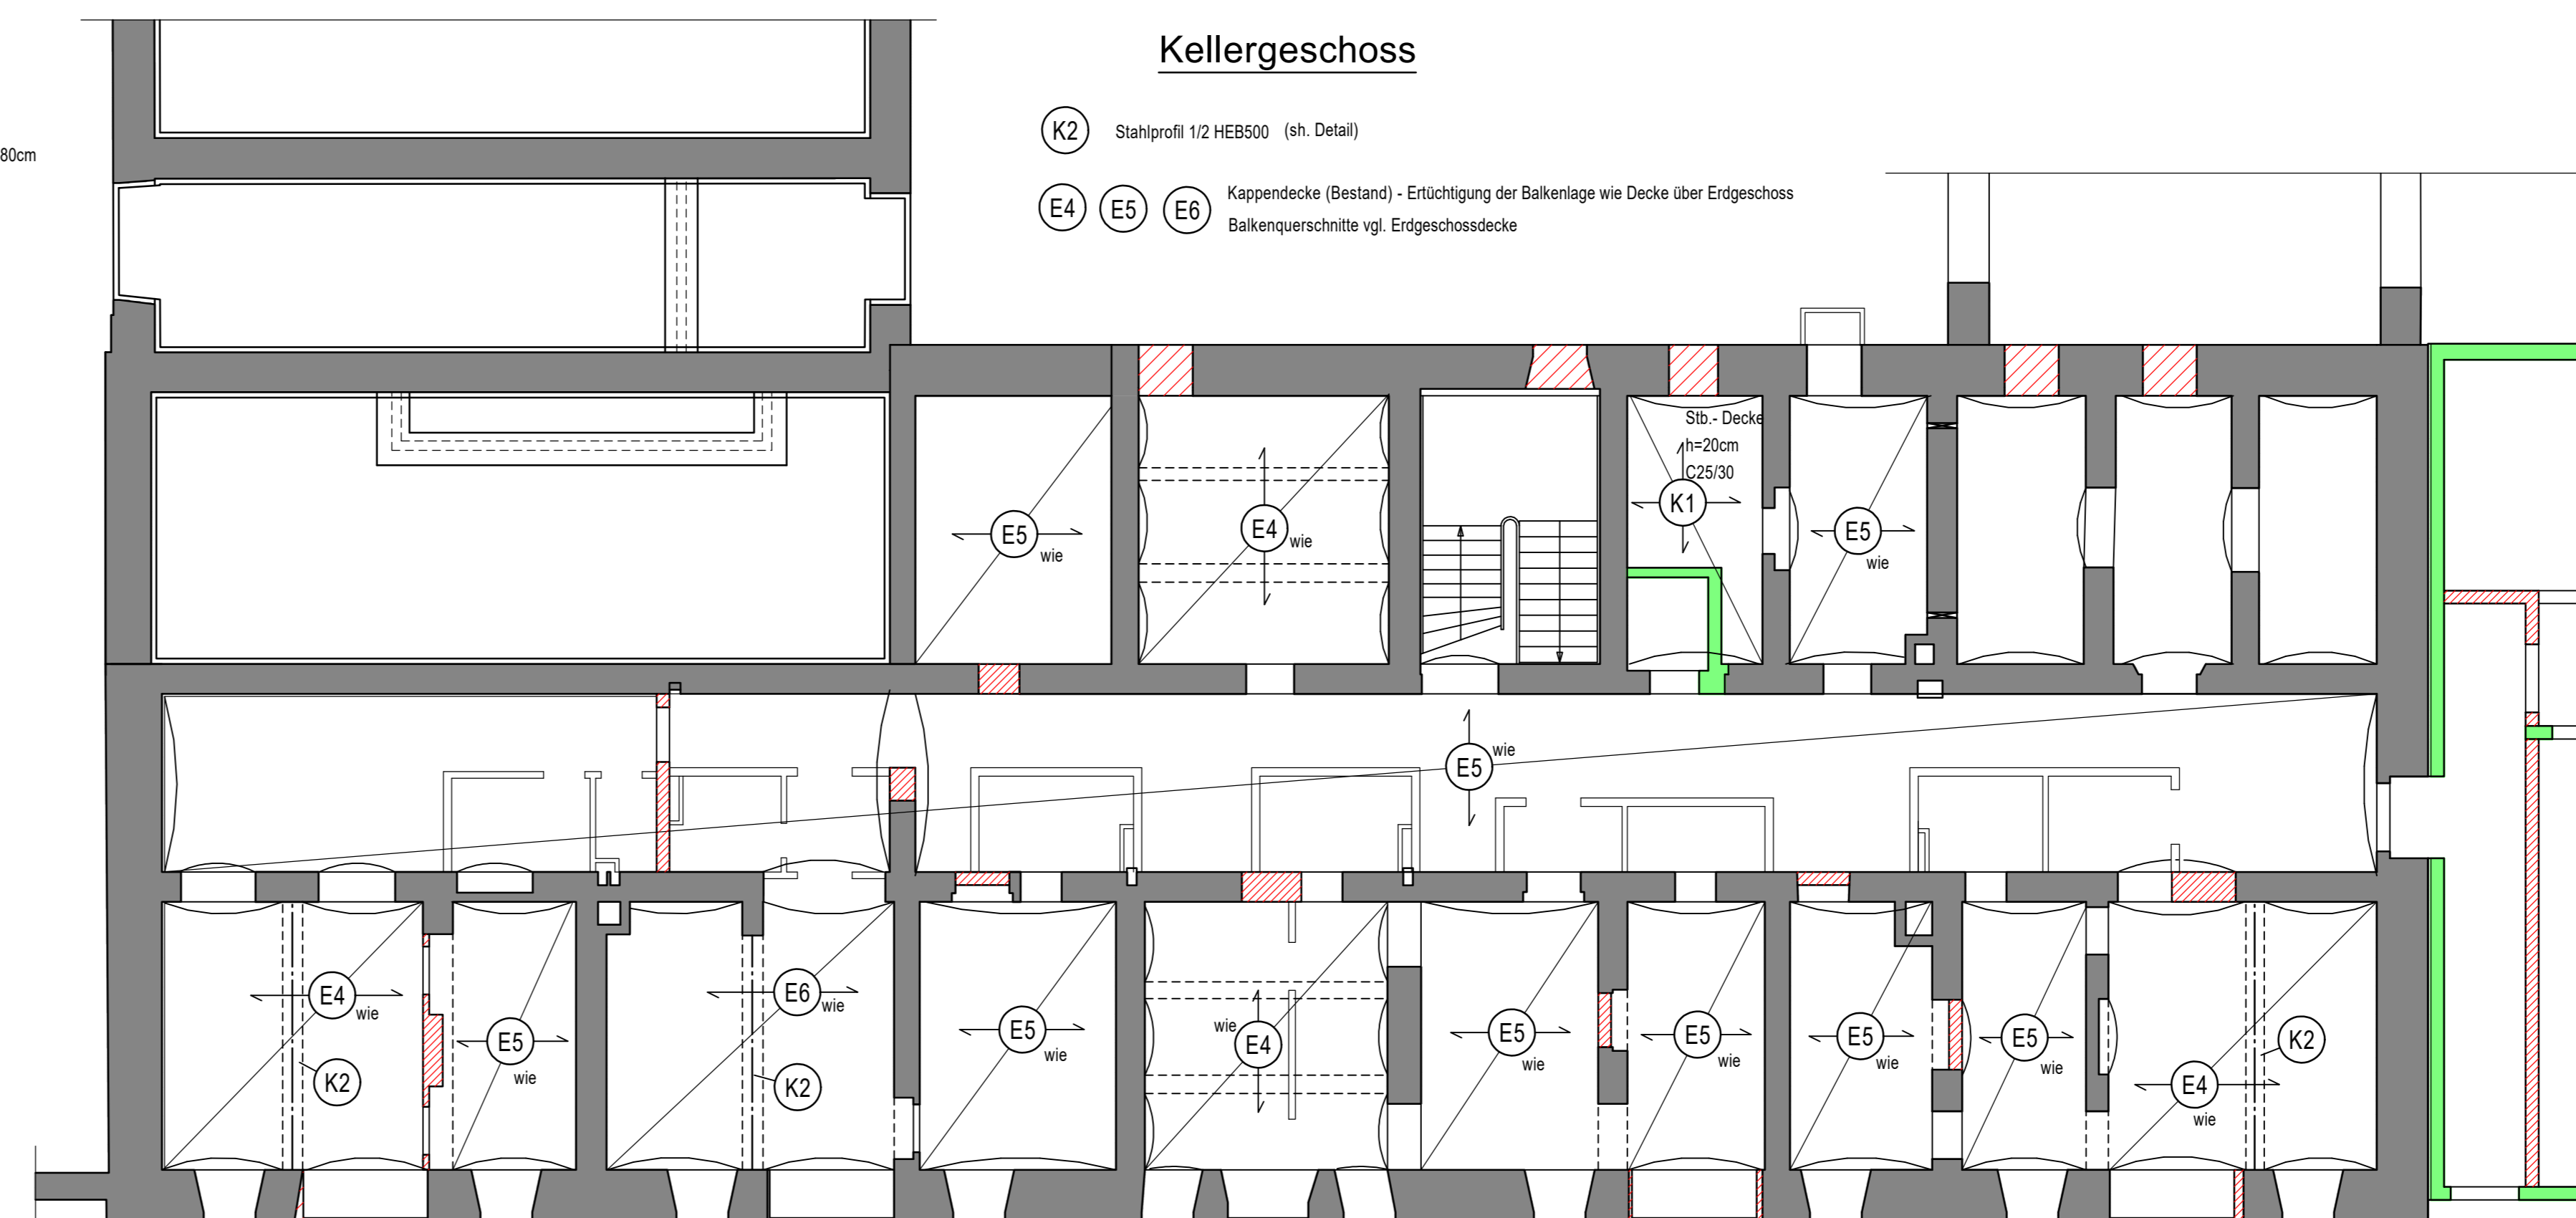 Kellergeschoss
80cm
K2 Stahlprofil 1/2 HEB500 (sh. Detail)
E4 E5 E6 Kappendecke (Bestand) - Ertüchtigung der Balkenlage wie Decke über Erdgeschoss
Balkenquerschnitte vgl. Erdgeschossdecke
Stb.- Decke
h=20cm
C25/30
K1
E5
wie
E4
wie
E5
wie
E5
wie
E4
wie
K2
E5
wie
E6
wie
K2
E5
wie
wie
E4
E5
wie
E5
wie
E5
wie
E5
wie
E4
wie
K2